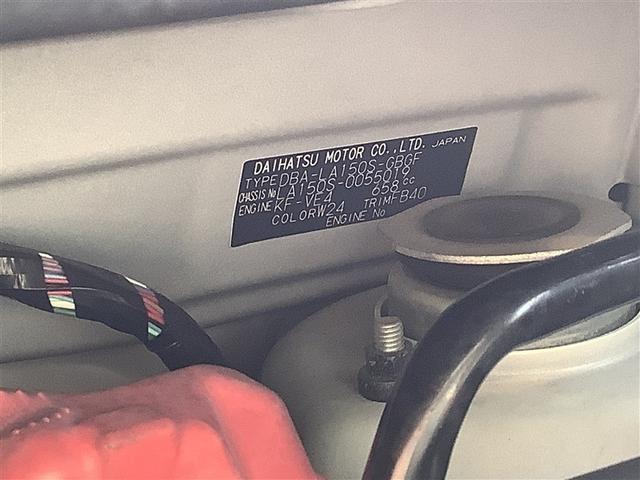 DAIHATSU MOTOR CO.,LTD. JAPAN
TYPE DBA-LA150S-GBGF
CHASSIS No LA150S-0055019
ENGINE KF-VE4 658 cc
COLOR W24 TRIM FB40
ENGINE No